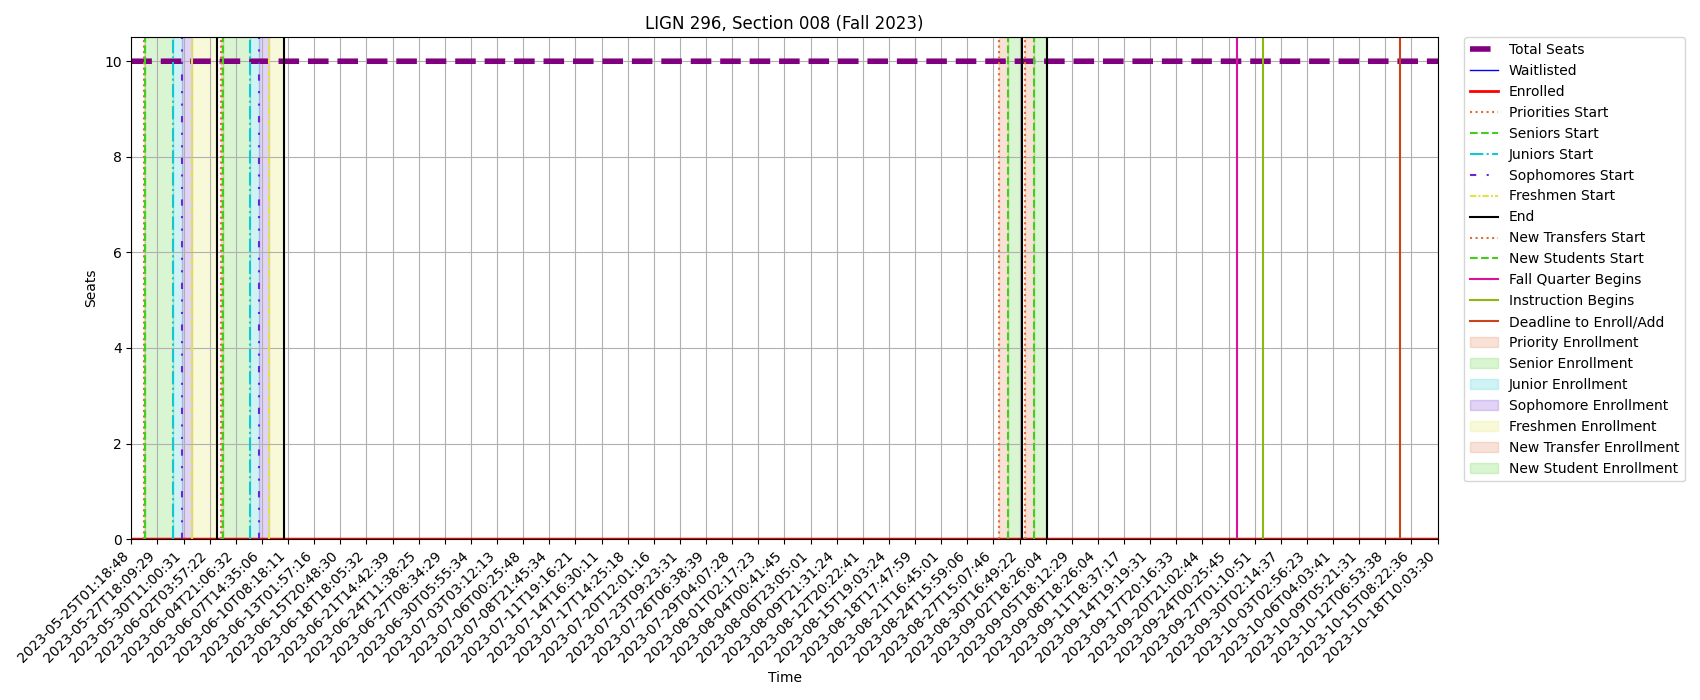 LIGN 296, Section 008 (Fall 2023)
Seats
10
8
6
4
2
0
2023-05-25T01:18:48
2023-05-27T18:09:29
2023-05-30T11:00:31
2023-06-02T03:57:22
2023-06-04T21:06:32
2023-06-07T14:35:06
2023-06-10T08:18:11
2023-06-13T01:57:16
2023-06-15T20:48:30
2023-06-18T18:05:32
2023-06-21T14:42:39
2023-06-24T11:38:25
2023-06-27T08:34:29
2023-06-30T05:55:34
2023-07-03T03:12:13
2023-07-06T00:25:48
2023-07-08T21:45:34
2023-07-11T19:16:21
2023-07-14T16:30:11
2023-07-17T14:25:18
2023-07-20T12:01:16
2023-07-23T09:23:31
2023-07-26T06:38:39
2023-07-29T04:07:28
2023-08-01T02:17:23
2023-08-04T00:41:45
2023-08-06T23:05:01
2023-08-09T21:31:24
2023-08-12T20:22:41
2023-08-15T19:03:24
2023-08-18T17:47:59
2023-08-21T16:45:01
2023-08-24T15:59:06
2023-08-27T15:07:46
2023-08-30T16:49:22
2023-09-02T18:26:04
2023-09-05T18:12:29
2023-09-08T18:26:04
2023-09-11T18:37:17
2023-09-14T19:19:31
2023-09-17T20:16:33
2023-09-20T21:02:44
2023-09-24T00:25:45
2023-09-27T01:10:51
2023-09-30T02:14:37
2023-10-03T02:56:23
2023-10-06T04:03:41
2023-10-09T05:21:31
2023-10-12T06:53:38
2023-10-15T08:22:36
2023-10-18T10:03:30
Time
Total Seats
Waitlisted
Enrolled
Priorities Start
Seniors Start
Juniors Start
Sophomores Start
Freshmen Start
End
New Transfers Start
New Students Start
Fall Quarter Begins
Instruction Begins
Deadline to Enroll/Add
Priority Enrollment
Senior Enrollment
Junior Enrollment
Sophomore Enrollment
Freshmen Enrollment
New Transfer Enrollment
New Student Enrollment